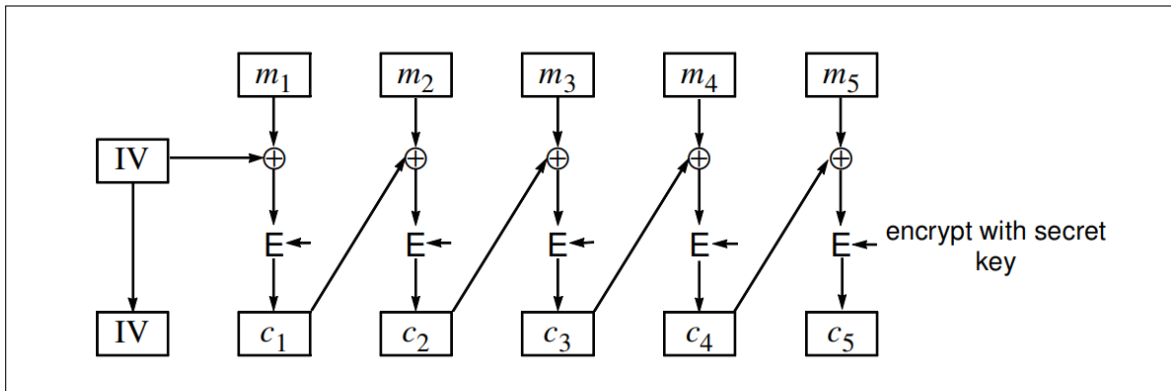 m1 m2 m3 m4 m5
IV
E E E E E encrypt with secret
key
IV c1 c2 c3 c4 c5